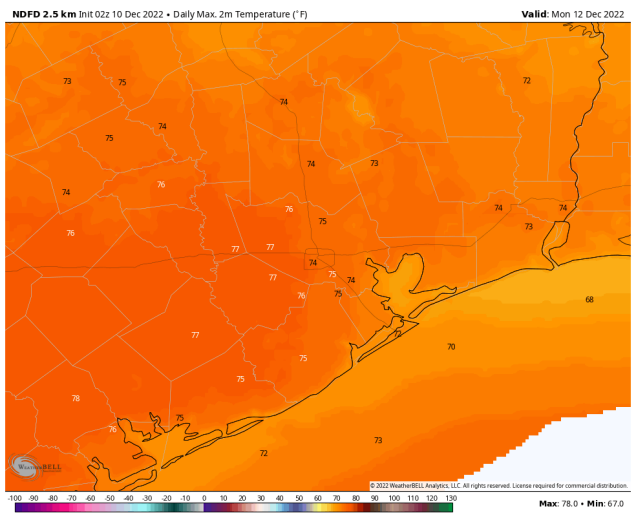 NDFD 2.5 km Init 02z 10 Dec 2022 • Daily Max. 2m Temperature (°F)
Valid: Mon 12 Dec 2022
73 75 72
74
75 74
74 73
74 76
76 75 74 74
76 73
77 77
74
77 75 74
76 75
68
77 72 70
75
75
78
76 75
72 73
WeatherBELL
© 2022 WeatherBELL Analytics, LLC. All rights reserved. License required for commercial distribution.
-100 -90 -80 -70 -60 -50 -40 -30 -20 -10 0 10 20 30 40 50 60 70 80 90 100 110 120 130
Max: 78.0 • Min: 67.0